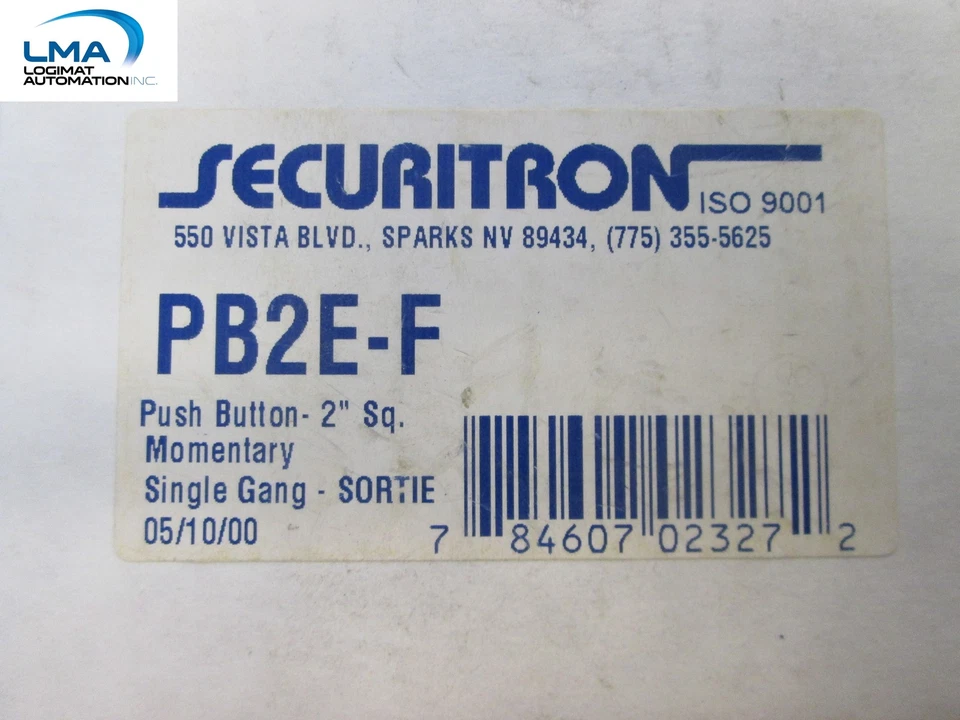 LMA
LOGIMAT
AUTOMATION INC.
SECURITRON
ISO 9001
550 VISTA BLVD., SPARKS NV 89434, (775) 355-5625
PB2E-F
Push Button- 2" Sq.
Momentary
Single Gang - SORTIE
05/10/00
7 84607 02327 2